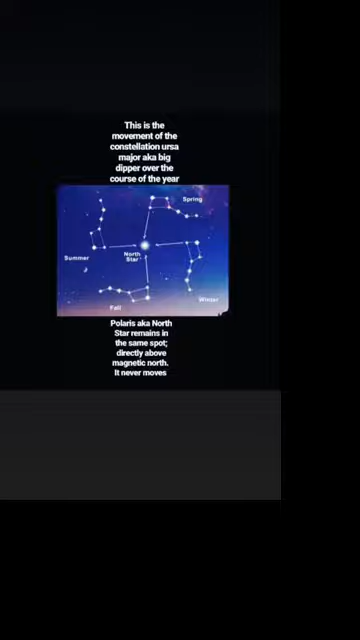 This is the
movement of the
constellation ursa
major aka big
dipper over the
course of the year
Spring
North
Star
Summer
Winter
Fall
Polaris aka North
Star remains in
the same spot;
directly above
magnetic north.
It never moves